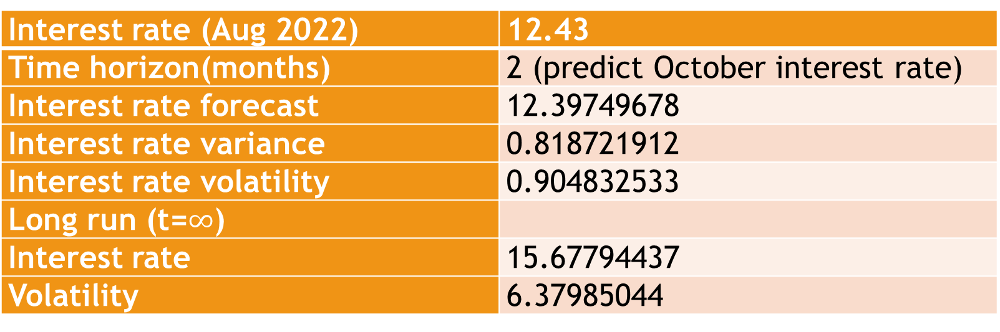 Interest rate (Aug 2022) 12.43
Time horizon(months) 2 (predict October interest rate)
Interest rate forecast 12.39749678
Interest rate variance 0.818721912
Interest rate volatility 0.904832533
Long run (t=∞)
Interest rate 15.67794437
Volatility 6.37985044